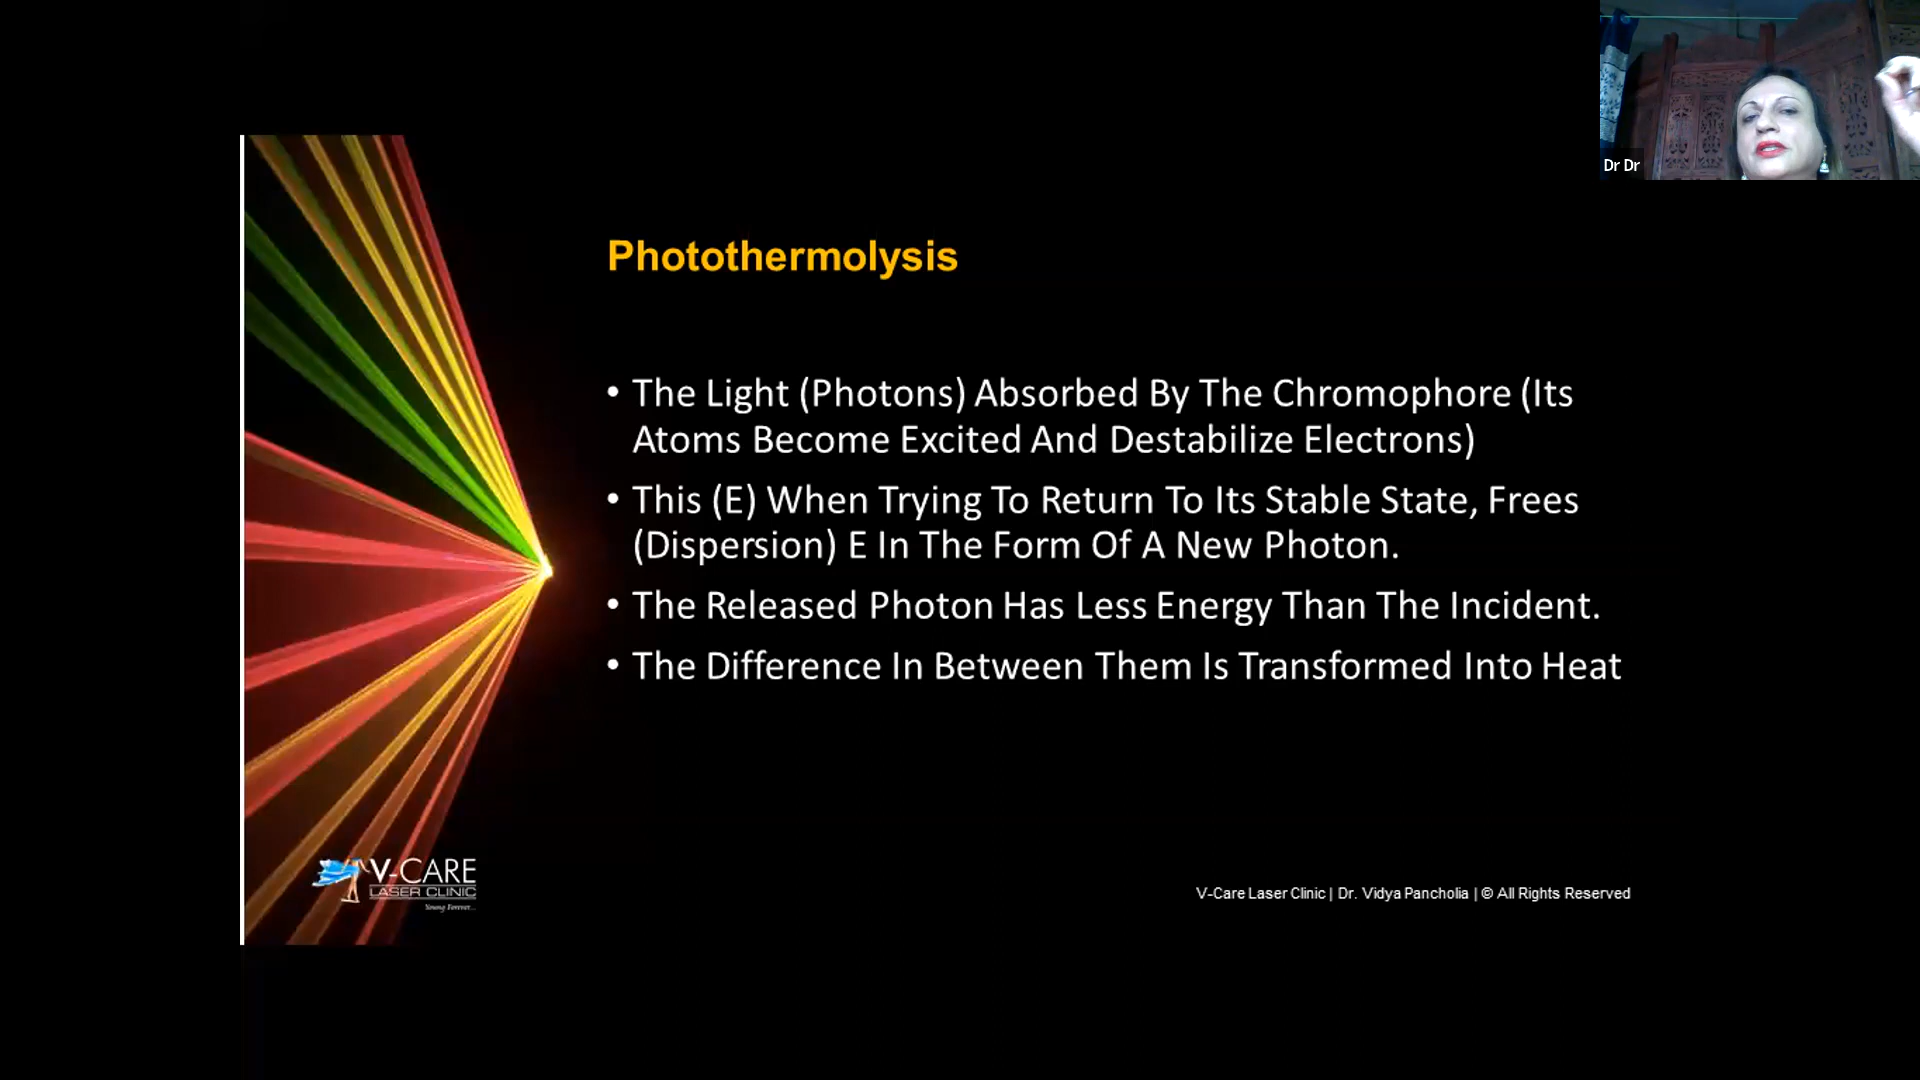 Dr Dr
Photothermolysis
• The Light (Photons) Absorbed By The Chromophore (Its
Atoms Become Excited And Destabilize Electrons)
• This (E) When Trying To Return To Its Stable State, Frees
(Dispersion) E In The Form Of A New Photon.
• The Released Photon Has Less Energy Than The Incident.
• The Difference In Between Them Is Transformed Into Heat
V-CARE
LASER CLINIC
Young Forever...
V-Care Laser Clinic | Dr. Vidya Pancholia | © All Rights Reserved